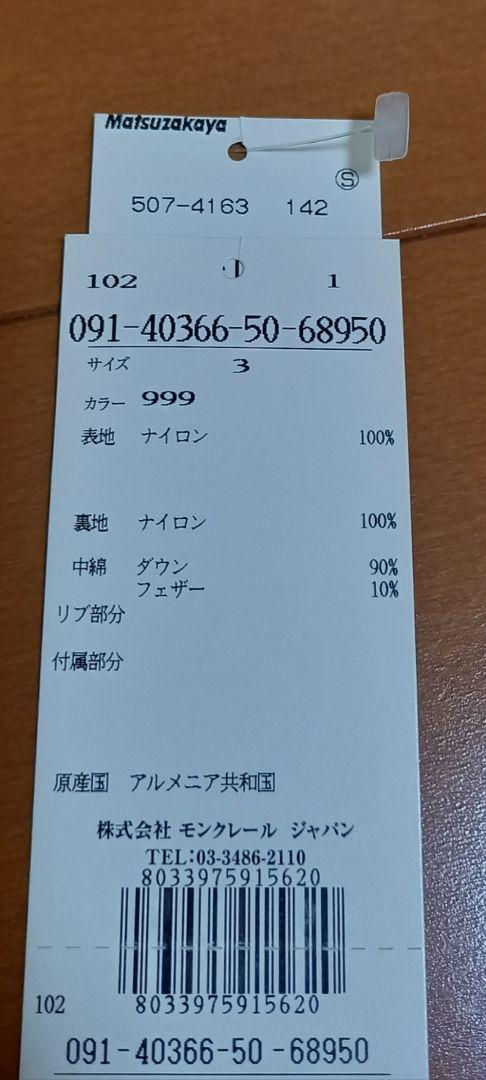 Matsuzakaya
Ⓢ
507-4163 142
102 1
091-40366-50-68950
サイズ 3
カラー 999
表地 ナイロン 100%
裏地 ナイロン 100%
中綿 ダウン 90%
フェザー 10%
リブ部分
付属部分
原産国 アルメニア共和国
株式会社 モンクレール ジャパン
TEL:03-3486-2110
8033975915620
102 8033975915620
091-40366-50-68950